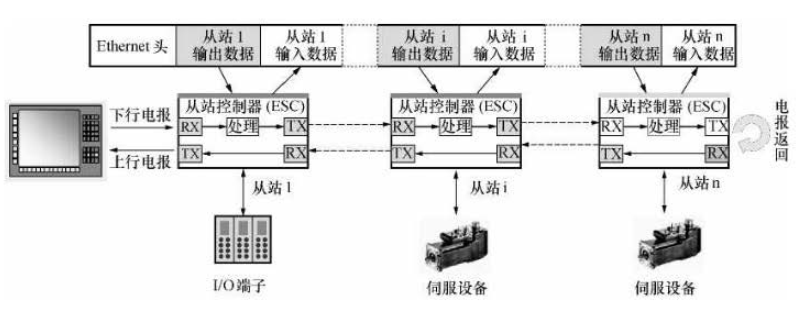 Ethernet 头
从站 1
输出数据
从站 1
输入数据
从站 i
输出数据
从站 i
输入数据
从站 n
输出数据
从站 n
输入数据
下行电报
上行电报
从站控制器 (ESC)
RX
处理
TX
TX
RX
从站控制器 (ESC)
RX
处理
TX
TX
RX
从站控制器 (ESC)
RX
处理
TX
TX
RX
电报返回
从站 1
从站 i
从站 n
I/O 端子
伺服设备
伺服设备